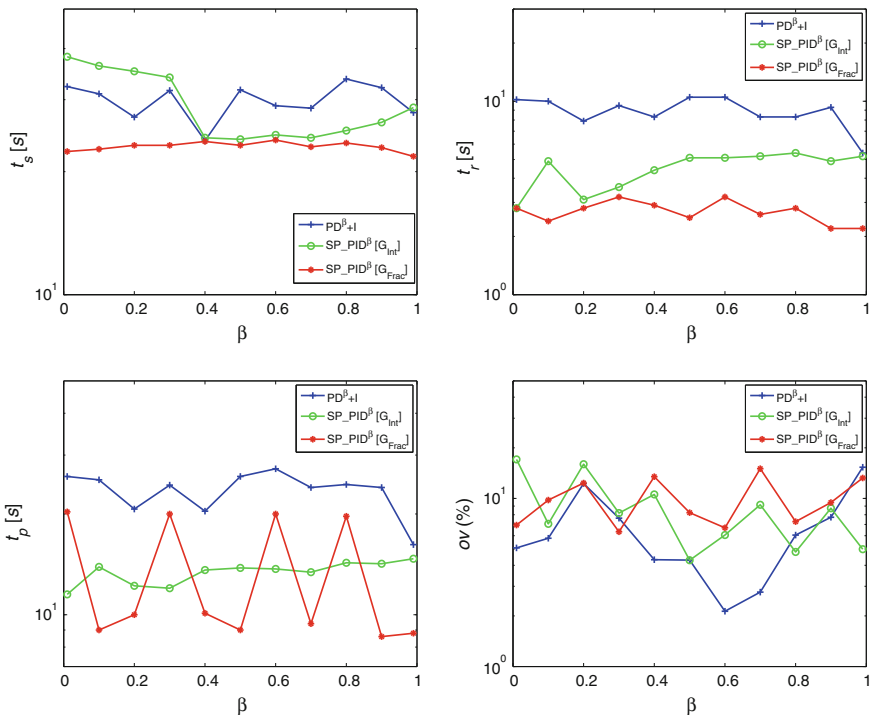 t_s [s]
10^1
0 0.2 0.4 0.6 0.8 1
β
PD^β+I
SP_PID^β [G_Int]
SP_PID^β [G_Frac]
t_r [s]
10^1
10^0
0 0.2 0.4 0.6 0.8 1
β
PD^β+I
SP_PID^β [G_Int]
SP_PID^β [G_Frac]
t_p [s]
10^1
0 0.2 0.4 0.6 0.8 1
β
PD^β+I
SP_PID^β [G_Int]
SP_PID^β [G_Frac]
ov (%)
10^1
10^0
0 0.2 0.4 0.6 0.8 1
β
PD^β+I
SP_PID^β [G_Int]
SP_PID^β [G_Frac]